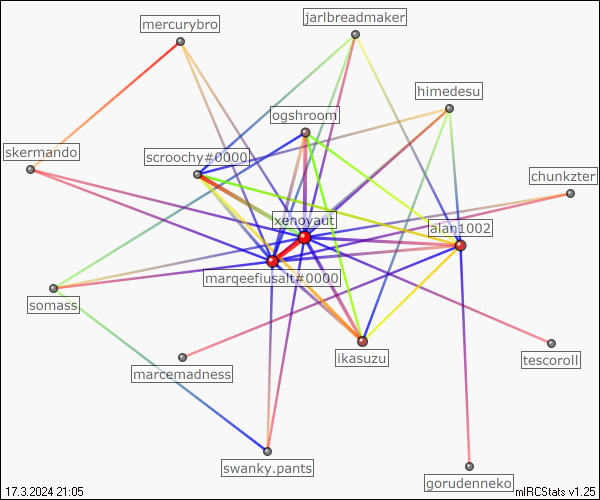 mercurybro
jarlbreadmaker
himedesu
ogshroom
skermando
scroochy#0000
chunkzter
xenoyaut
alan1002
marqeefiusalt#0000
somass
ikasuzu
tescoroll
marcemadness
swanky.pants
gorudenneko
17.3.2024 21:05
mIRCStats v1.25